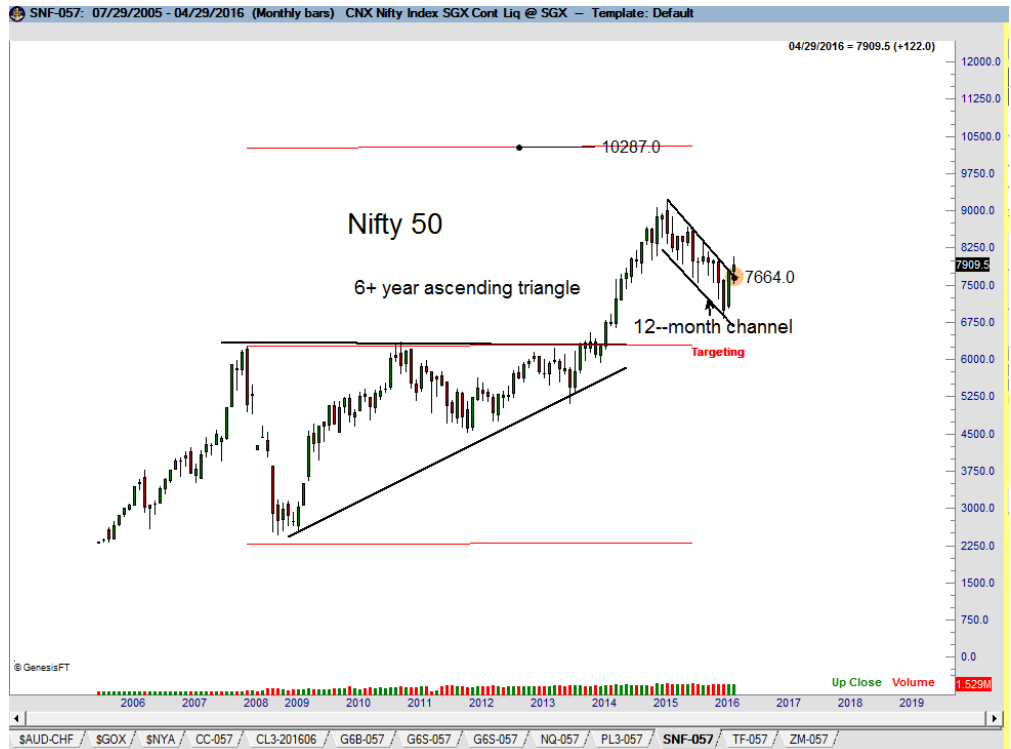 SNF-057: 07/29/2005 - 04/29/2016 (Monthly bars) CNX Nifty Index SGX Cont Liq @ SGX — Template: Default
04/29/2016 = 7909.5 (+122.0)
12000.0
11250.0
10500.0
10287.0
9750.0
9000.0
Nifty 50
8250.0
7909.5
7664.0
7500.0
6+ year ascending triangle
6750.0
12--month channel
Targeting
6000.0
5250.0
4500.0
3750.0
3000.0
2250.0
1500.0
750.0
0.0
© GenesisFT
Up Close Volume
1.529M
2006 2007 2008 2009 2010 2011 2012 2013 2014 2015 2016 2017 2018 2019
$AUD-CHF / $GOX / $NYA / CC-057 / CL3-201606 / G6B-057 / G6S-057 / G6S-057 / NQ-057 / PL3-057 / SNF-057 / TF-057 / ZM-057 /